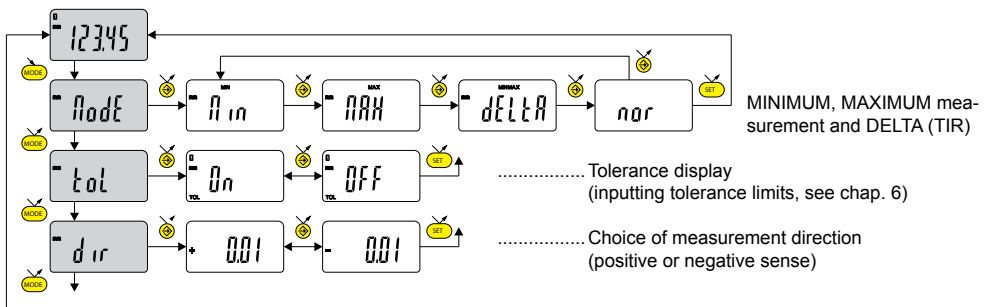 123.45
MODE
MIN
MAX
MINMAX
ModE
Min
MAX
dELtA
nor
SET
MINIMUM, MAXIMUM mea-
surement and DELTA (TIR)
MODE
toL
On
OFF
SET
TOL
TOL
................. Tolerance display
(inputting tolerance limits, see chap. 6)
MODE
dir
+ 0.01
- 0.01
SET
................. Choice of measurement direction
(positive or negative sense)
MODE